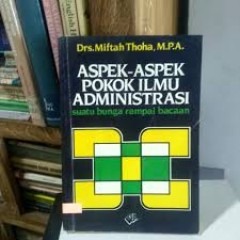 Drs.Miftah Thoha, M.P.A.
ASPEK-ASPEK
POKOK ILMU
ADMINISTRASI
suatu bunga rampai bacaan